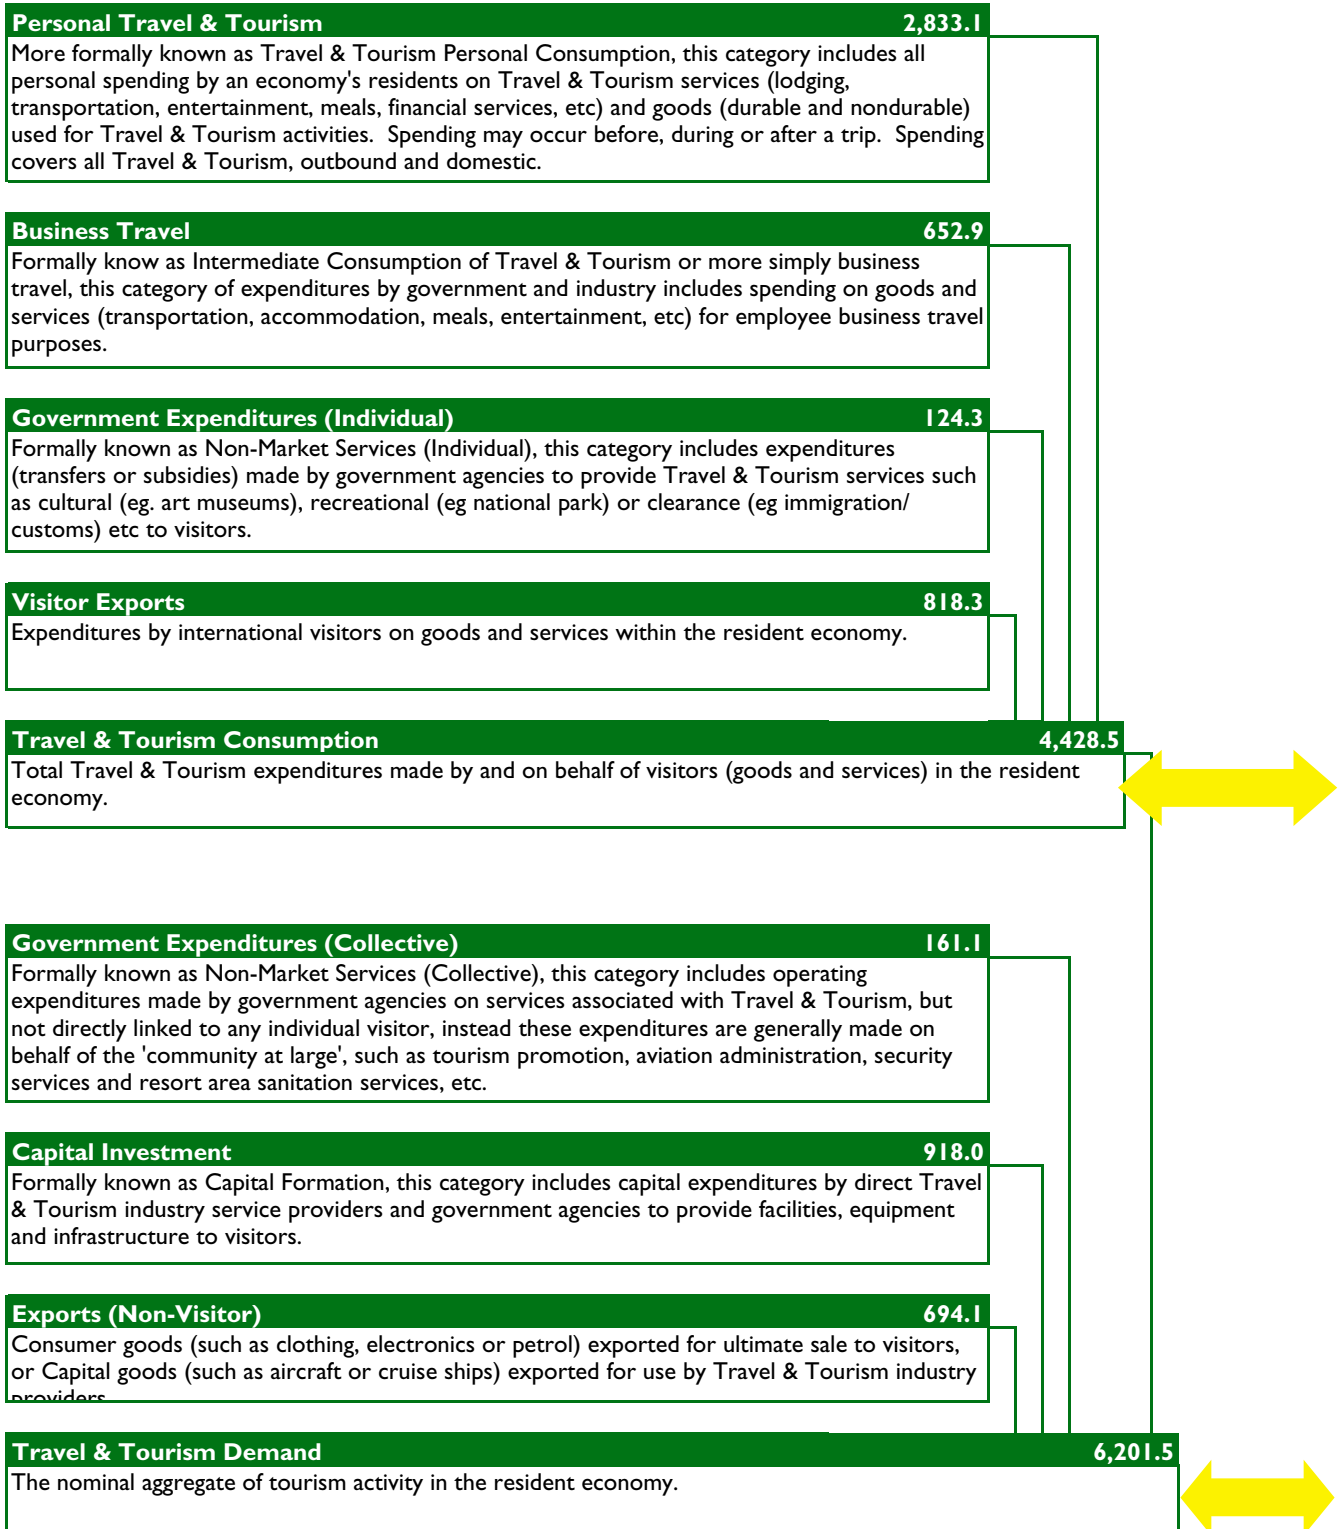 Personal Travel & Tourism 2,833.1
More formally known as Travel & Tourism Personal Consumption, this category includes all
personal spending by an economy's residents on Travel & Tourism services (lodging,
transportation, entertainment, meals, financial services, etc) and goods (durable and nondurable)
used for Travel & Tourism activities.  Spending may occur before, during or after a trip.  Spending
covers all Travel & Tourism, outbound and domestic.
Business Travel 652.9
Formally know as Intermediate Consumption of Travel & Tourism or more simply business
travel, this category of expenditures by government and industry includes spending on goods and
services (transportation, accommodation, meals, entertainment, etc) for employee business travel
purposes.
Government Expenditures (Individual) 124.3
Formally known as Non-Market Services (Individual), this category includes expenditures
(transfers or subsidies) made by government agencies to provide Travel & Tourism services such
as cultural (eg. art museums), recreational (eg national park) or clearance (eg immigration/
customs) etc to visitors.
Visitor Exports 818.3
Expenditures by international visitors on goods and services within the resident economy.
Travel & Tourism Consumption 4,428.5
Total Travel & Tourism expenditures made by and on behalf of visitors (goods and services) in the resident
economy.
Government Expenditures (Collective) 161.1
Formally known as Non-Market Services (Collective), this category includes operating
expenditures made by government agencies on services associated with Travel & Tourism, but
not directly linked to any individual visitor, instead these expenditures are generally made on
behalf of the 'community at large', such as tourism promotion, aviation administration, security
services and resort area sanitation services, etc.
Capital Investment 918.0
Formally known as Capital Formation, this category includes capital expenditures by direct Travel
& Tourism industry service providers and government agencies to provide facilities, equipment
and infrastructure to visitors.
Exports (Non-Visitor) 694.1
Consumer goods (such as clothing, electronics or petrol) exported for ultimate sale to visitors,
or Capital goods (such as aircraft or cruise ships) exported for use by Travel & Tourism industry
providers
Travel & Tourism Demand 6,201.5
The nominal aggregate of tourism activity in the resident economy.